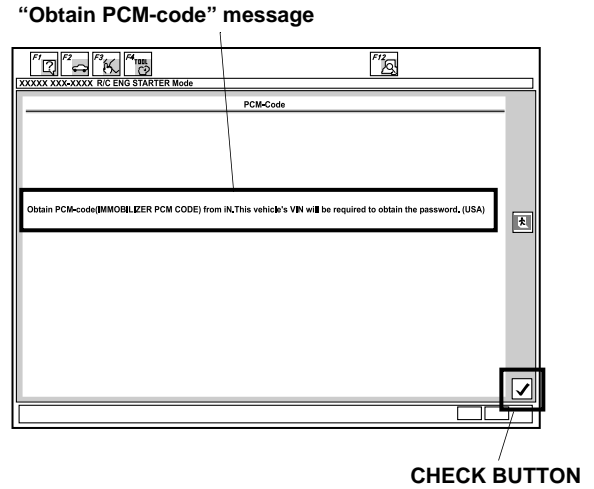 “Obtain PCM-code” message
F1 F2 F3 F4 TOOL F12
XXXXX XXX-XXXX R/C ENG STARTER Mode
PCM-Code
Obtain PCM-code(IMMOBILIZER PCM CODE) from iN.This vehicle's VIN will be required to obtain the password. (USA)
CHECK BUTTON